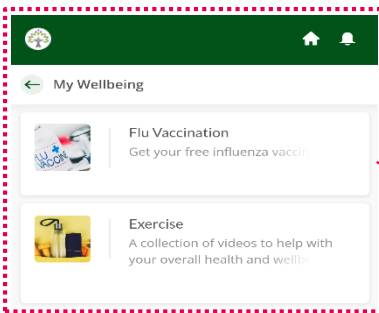 My Wellbeing
Flu Vaccination
Get your free influenza vaccin
Exercise
A collection of videos to help with
your overall health and wellb